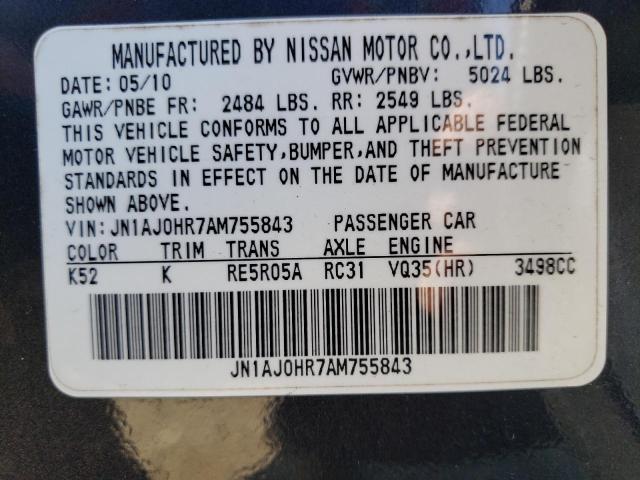 MANUFACTURED BY NISSAN MOTOR CO.,LTD.
DATE: 05/10 GVWR/PNBV: 5024 LBS.
GAWR/PNBE FR: 2484 LBS. RR: 2549 LBS.
THIS VEHICLE CONFORMS TO ALL APPLICABLE FEDERAL
MOTOR VEHICLE SAFETY,BUMPER,AND THEFT PREVENTION
STANDARDS IN EFFECT ON THE DATE OF MANUFACTURE
SHOWN ABOVE.
VIN: JN1AJ0HR7AM755843 PASSENGER CAR
COLOR TRIM TRANS AXLE ENGINE
K52 K RE5R05A RC31 VQ35(HR) 3498CC
JN1AJ0HR7AM755843